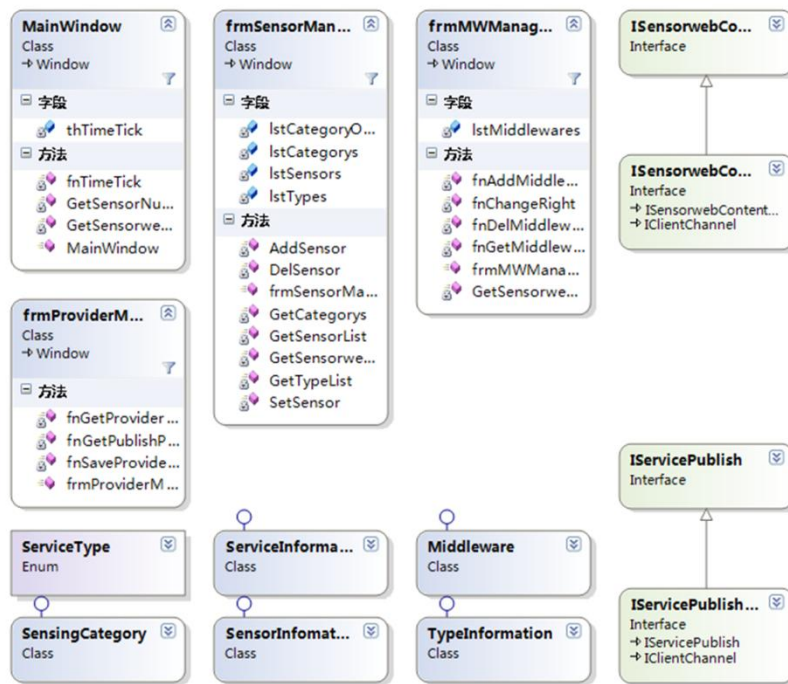 MainWindow
Class
Window
字段
thTimeTick
方法
fnTimeTick
GetSensorNu...
GetSensorwe...
MainWindow
frmSensorMan...
Class
Window
字段
lstCategoryO...
lstCategorys
lstSensors
lstTypes
方法
AddSensor
DelSensor
frmSensorMa...
GetCategorys
GetSensorList
GetSensorwe...
GetTypeList
SetSensor
frmMWManag...
Class
Window
字段
lstMiddlewares
方法
fnAddMiddle...
fnChangeRight
fnDelMiddlew...
fnGetMiddlew...
frmMWMana...
GetSensorwe...
ISensorwebCo...
Interface
ISensorwebCo...
Interface
ISensorwebContent...
IClientChannel
frmProviderM...
Class
Window
方法
fnGetProvider...
fnGetPublishP...
fnSaveProvide...
frmProviderM...
IServicePublish
Interface
ServiceType
Enum
ServiceInforma...
Class
Middleware
Class
IServicePublish...
Interface
IServicePublish
IClientChannel
SensingCategory
Class
SensorInfomat...
Class
TypeInformation
Class